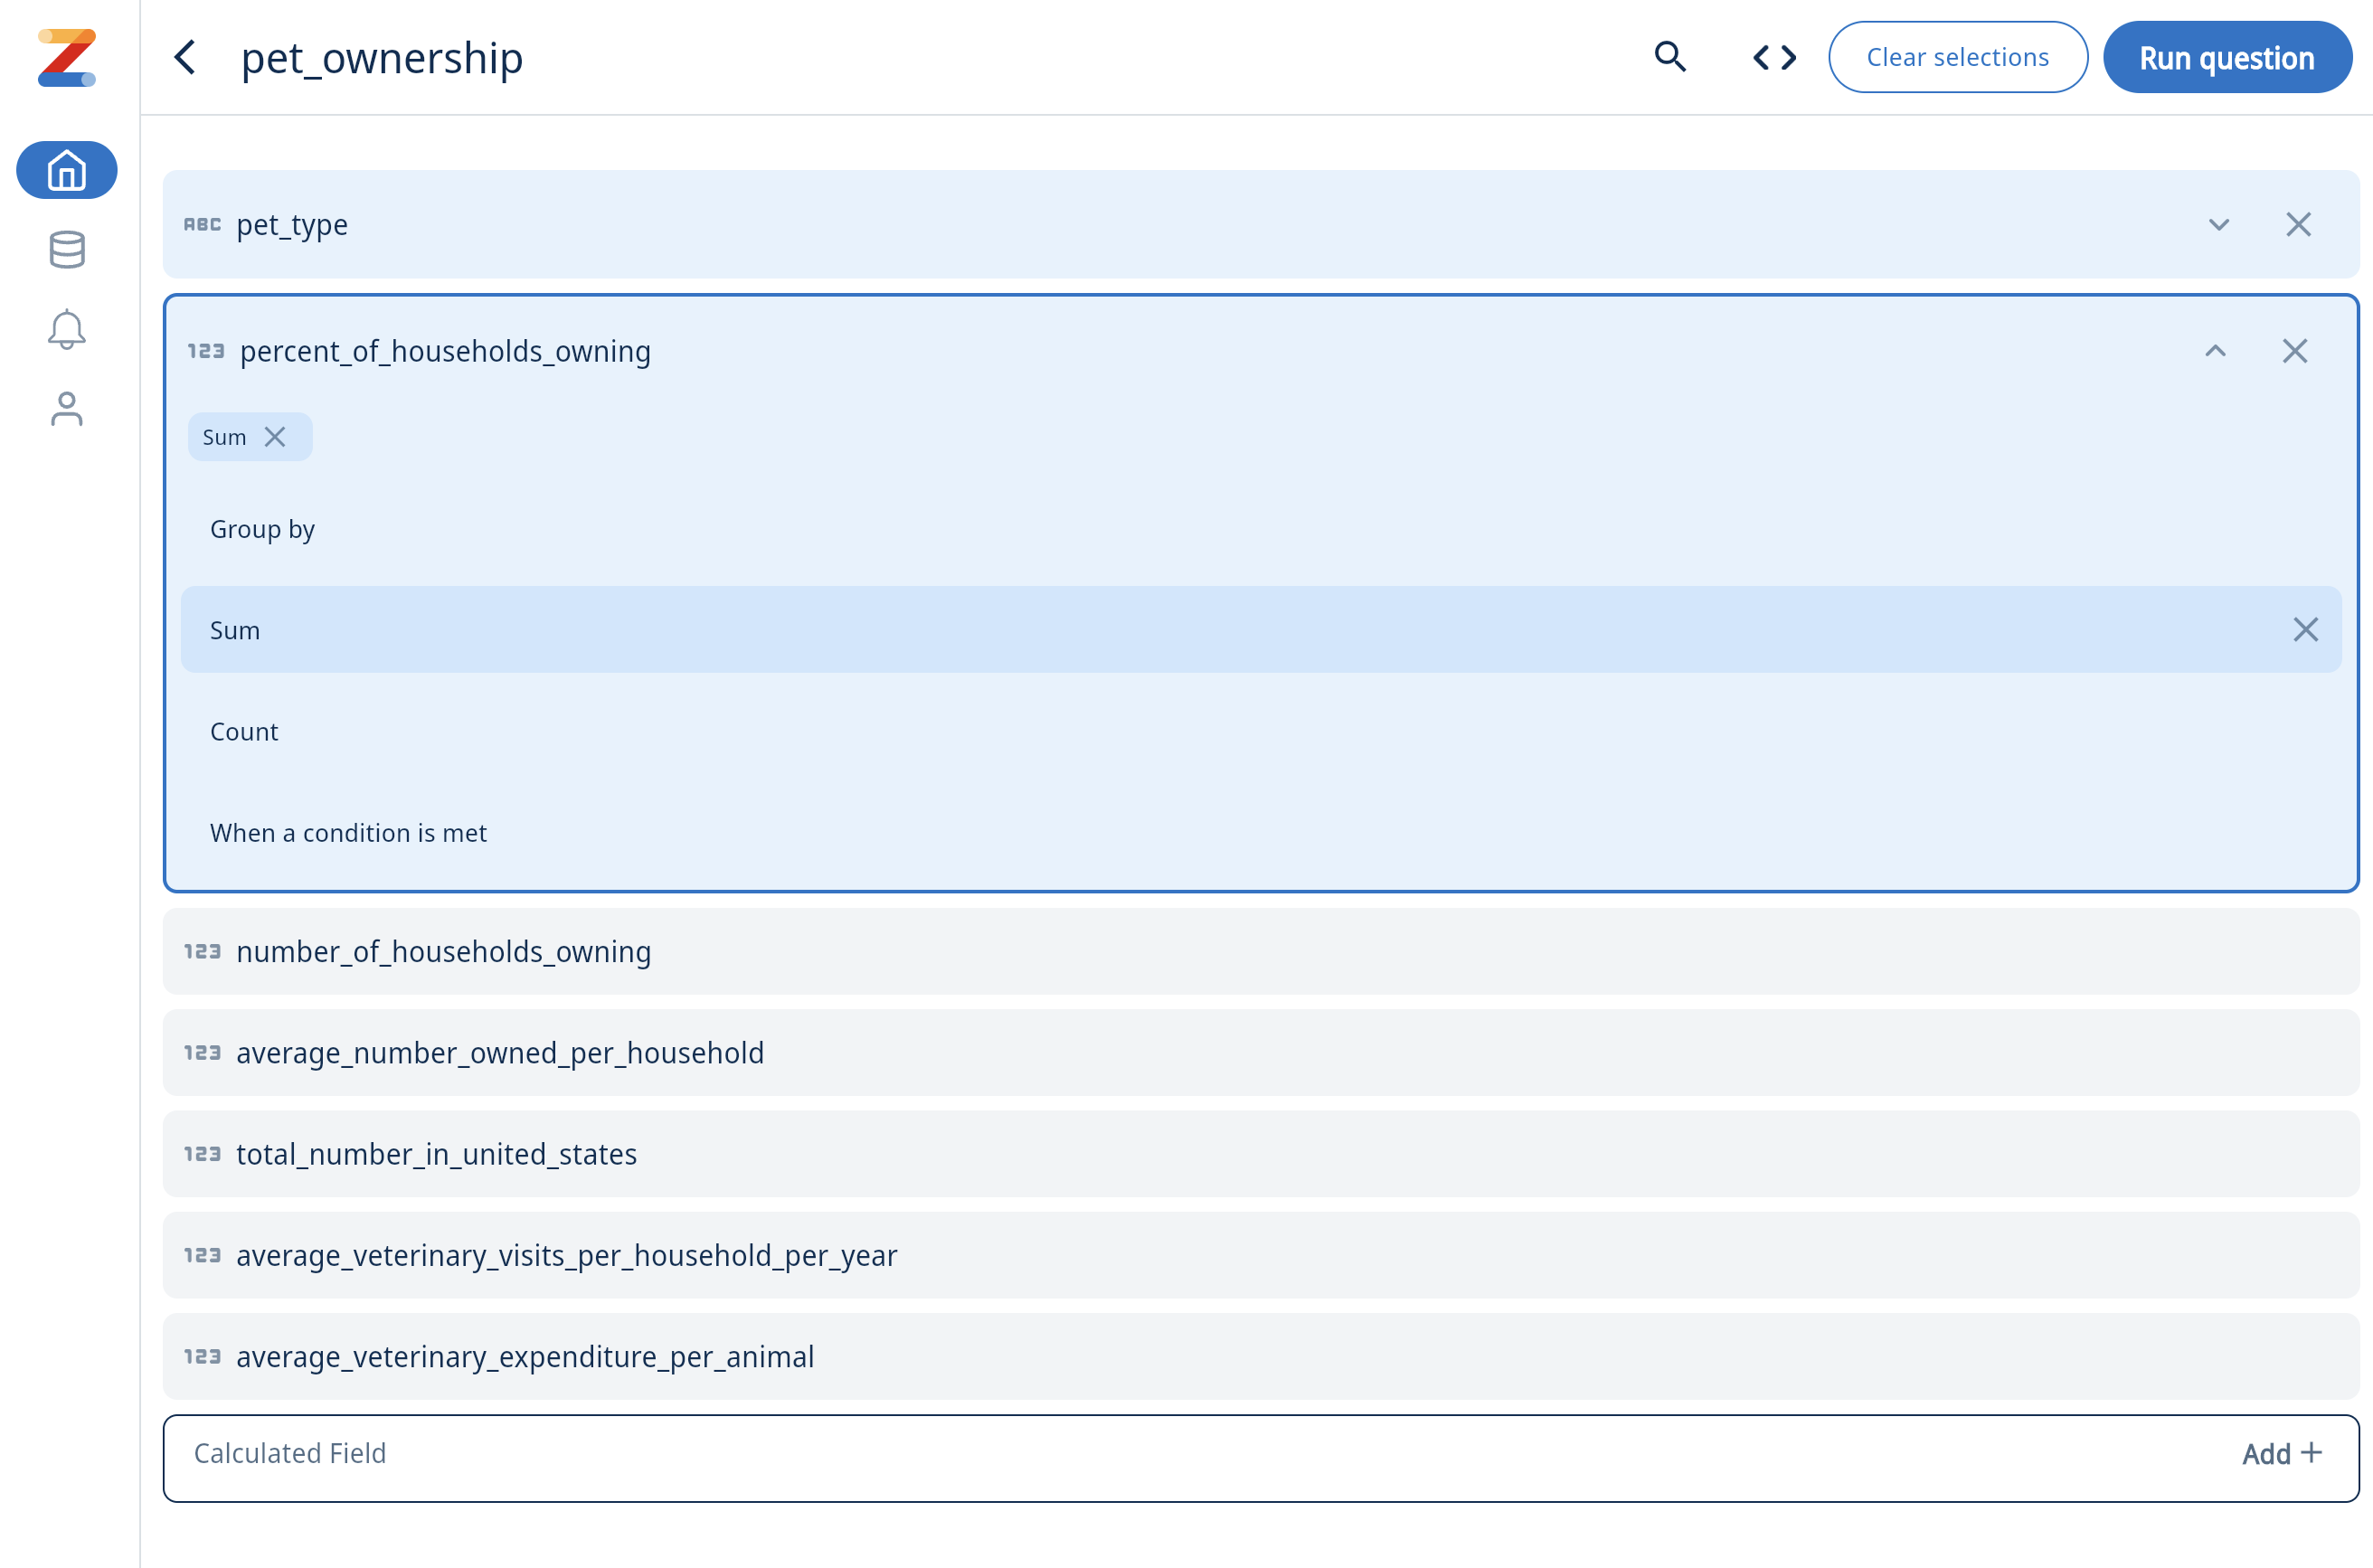 pet_ownership
Clear selections
Run question
ABC pet_type
123 percent_of_households_owning
Sum
Group by
Sum
Count
When a condition is met
123 number_of_households_owning
123 average_number_owned_per_household
123 total_number_in_united_states
123 average_veterinary_visits_per_household_per_year
123 average_veterinary_expenditure_per_animal
Calculated Field
Add +